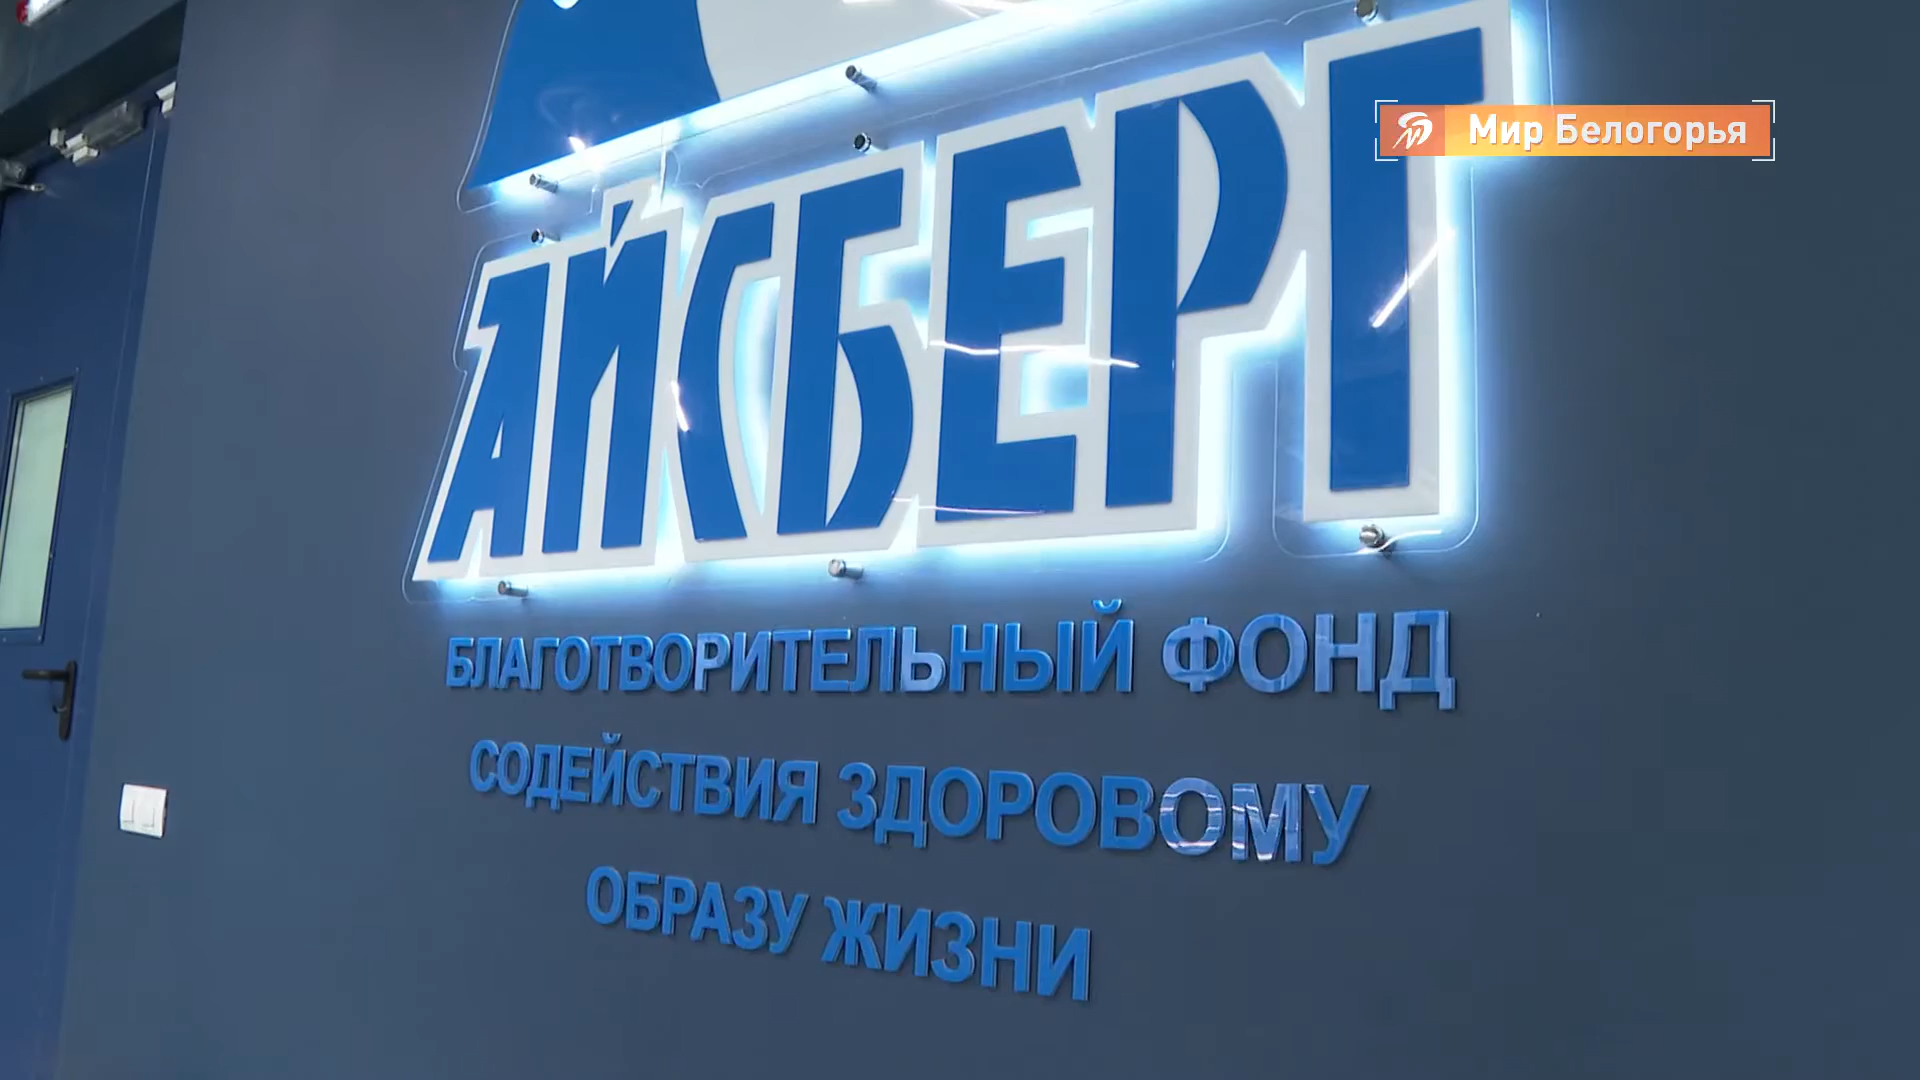 Мир Белогорья
АЙСБЕРГ
БЛАГОТВОРИТЕЛЬНЫЙ ФОНД
СОДЕЙСТВИЯ ЗДОРОВОМУ
ОБРАЗУ ЖИЗНИ